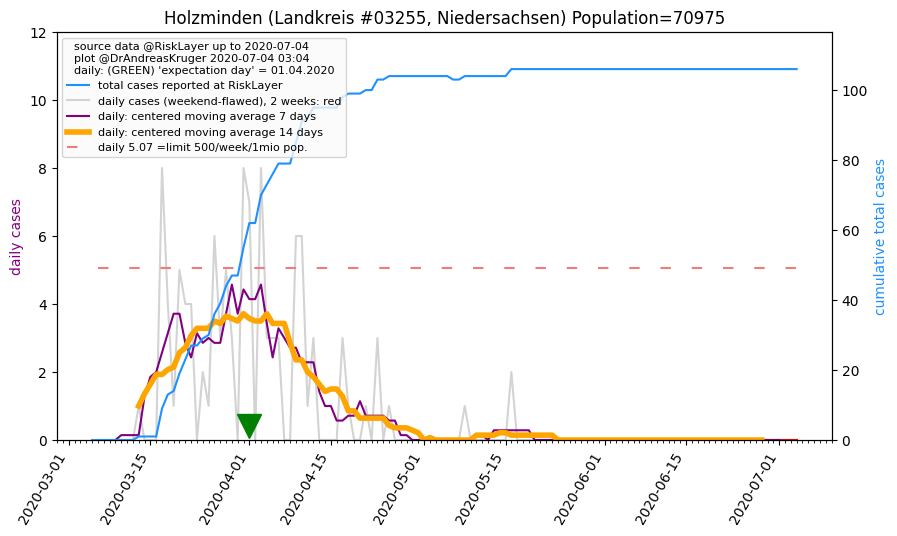 Holzminden (Landkreis #03255, Niedersachsen) Population=70975
source data @RiskLayer up to 2020-07-04
plot @DrAndreasKruger 2020-07-04 03:04
daily: (GREEN) 'expectation day' = 01.04.2020
total cases reported at RiskLayer
daily cases (weekend-flawed), 2 weeks: red
daily: centered moving average 7 days
daily: centered moving average 14 days
daily 5.07 =limit 500/week/1mio pop.
daily cases
12
10
8
6
4
2
0
cumulative total cases
100
80
60
40
20
0
2020-03-01
2020-03-15
2020-04-01
2020-04-15
2020-05-01
2020-05-15
2020-06-01
2020-06-15
2020-07-01